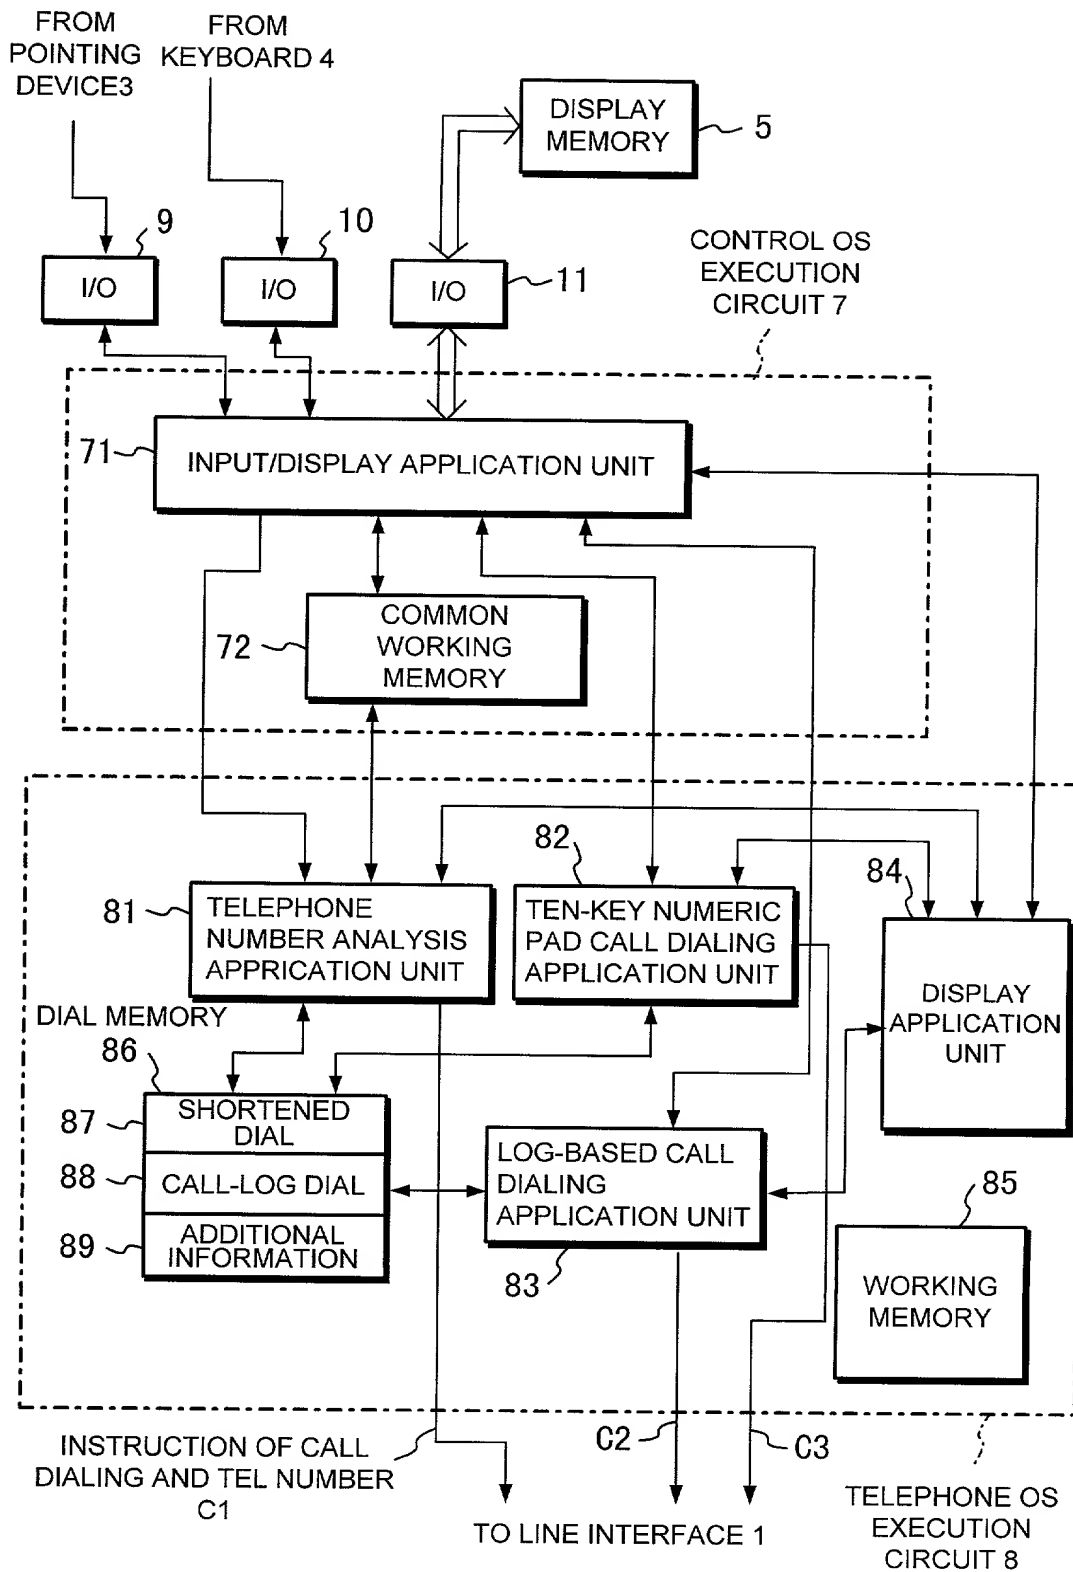 FROM
POINTING
DEVICE3
FROM
KEYBOARD 4
DISPLAY
MEMORY
5
9
10
11
I/O
I/O
I/O
CONTROL OS
EXECUTION
CIRCUIT 7
71
INPUT/DISPLAY APPLICATION UNIT
72
COMMON
WORKING
MEMORY
81
TELEPHONE
NUMBER ANALYSIS
APPRICATION UNIT
82
TEN-KEY NUMERIC
PAD CALL DIALING
APPLICATION UNIT
84
DISPLAY
APPLICATION
UNIT
DIAL MEMORY
86
87
SHORTENED
DIAL
88
CALL-LOG DIAL
89
ADDITIONAL
INFORMATION
LOG-BASED CALL
DIALING
APPLICATION UNIT
83
85
WORKING
MEMORY
INSTRUCTION OF CALL
DIALING AND TEL NUMBER
C1
C2
C3
TO LINE INTERFACE 1
TELEPHONE OS
EXECUTION
CIRCUIT 8